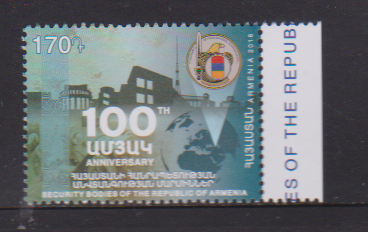 170֏
100TH
ԱՄՅԱԿ
ANNIVERSARY
ՀԱՅԱՍՏԱՆԻ ՀԱՆՐԱՊԵՏՈՒԹՅԱՆ
ԱՆՎՏԱՆԳՈՒԹՅԱՆ ՄԱՐՄԻՆՆԵՐ
SECURITY BODIES OF THE REPUBLIC OF ARMENIA
ՀԱՅԱՍՏԱՆ ARMENIA 2018
ES OF THE REPUB